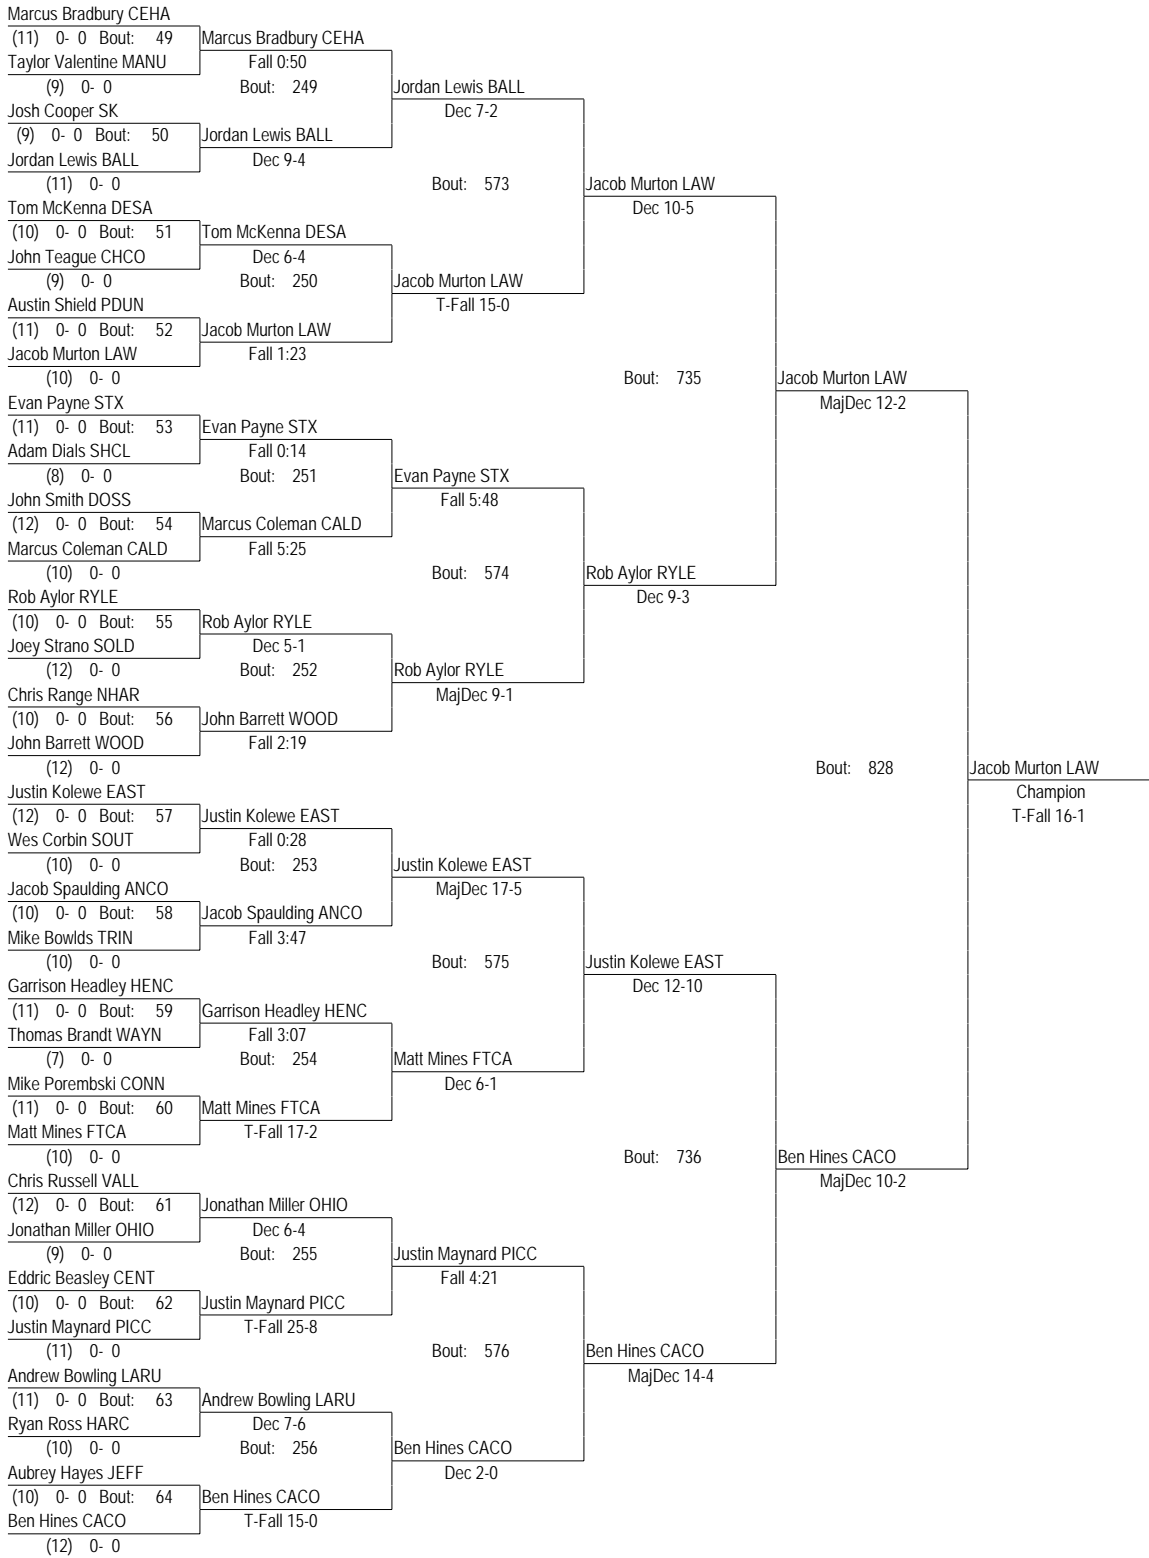 Marcus Bradbury CEHA
(11) 0- 0 Bout: 49 Marcus Bradbury CEHA
Taylor Valentine MANU Fall 0:50
(9) 0- 0 Bout: 249 Jordan Lewis BALL
Josh Cooper SK Dec 7-2
(9) 0- 0 Bout: 50 Jordan Lewis BALL
Jordan Lewis BALL Dec 9-4
(11) 0- 0 Bout: 573 Jacob Murton LAW
Tom McKenna DESA Dec 10-5
(10) 0- 0 Bout: 51 Tom McKenna DESA
John Teague CHCO Dec 6-4
(9) 0- 0 Bout: 250 Jacob Murton LAW
Austin Shield PDUN T-Fall 15-0
(11) 0- 0 Bout: 52 Jacob Murton LAW
Jacob Murton LAW Fall 1:23
(10) 0- 0 Bout: 735 Jacob Murton LAW
Evan Payne STX MajDec 12-2
(11) 0- 0 Bout: 53 Evan Payne STX
Adam Dials SHCL Fall 0:14
(8) 0- 0 Bout: 251 Evan Payne STX
John Smith DOSS Fall 5:48
(12) 0- 0 Bout: 54 Marcus Coleman CALD
Marcus Coleman CALD Fall 5:25
(10) 0- 0 Bout: 574 Rob Aylor RYLE
Rob Aylor RYLE Dec 9-3
(10) 0- 0 Bout: 55 Rob Aylor RYLE
Joey Strano SOLD Dec 5-1
(12) 0- 0 Bout: 252 Rob Aylor RYLE
Chris Range NHAR MajDec 9-1
(10) 0- 0 Bout: 56 John Barrett WOOD
John Barrett WOOD Fall 2:19
(12) 0- 0 Bout: 828 Jacob Murton LAW
Justin Kolewe EAST Champion
(12) 0- 0 Bout: 57 Justin Kolewe EAST T-Fall 16-1
Wes Corbin SOUT Fall 0:28
(10) 0- 0 Bout: 253 Justin Kolewe EAST
Jacob Spaulding ANCO MajDec 17-5
(10) 0- 0 Bout: 58 Jacob Spaulding ANCO
Mike Bowlds TRIN Fall 3:47
(10) 0- 0 Bout: 575 Justin Kolewe EAST
Garrison Headley HENC Dec 12-10
(11) 0- 0 Bout: 59 Garrison Headley HENC
Thomas Brandt WAYN Fall 3:07
(7) 0- 0 Bout: 254 Matt Mines FTCA
Mike Porembski CONN Dec 6-1
(11) 0- 0 Bout: 60 Matt Mines FTCA
Matt Mines FTCA T-Fall 17-2
(10) 0- 0 Bout: 736 Ben Hines CACO
Chris Russell VALL MajDec 10-2
(12) 0- 0 Bout: 61 Jonathan Miller OHIO
Jonathan Miller OHIO Dec 6-4
(9) 0- 0 Bout: 255 Justin Maynard PICC
Eddric Beasley CENT Fall 4:21
(10) 0- 0 Bout: 62 Justin Maynard PICC
Justin Maynard PICC T-Fall 25-8
(11) 0- 0 Bout: 576 Ben Hines CACO
Andrew Bowling LARU MajDec 14-4
(11) 0- 0 Bout: 63 Andrew Bowling LARU
Ryan Ross HARC Dec 7-6
(10) 0- 0 Bout: 256 Ben Hines CACO
Aubrey Hayes JEFF Dec 2-0
(10) 0- 0 Bout: 64 Ben Hines CACO
Ben Hines CACO T-Fall 15-0
(12) 0- 0